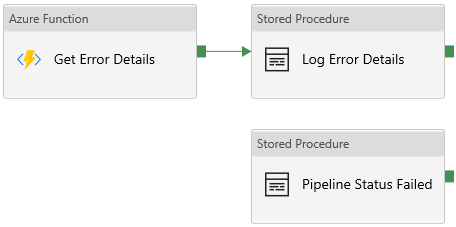 Azure Function
Get Error Details
Stored Procedure
Log Error Details
Stored Procedure
Pipeline Status Failed